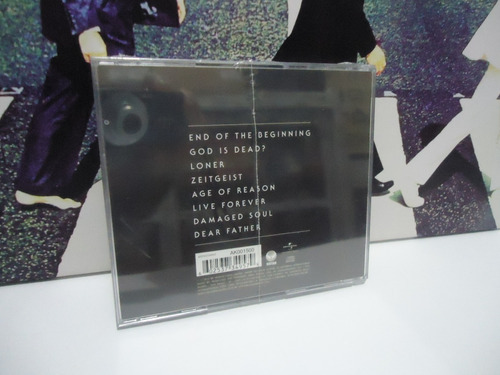 END OF THE BEGINNING
GOD IS DEAD?
LONER
ZEITGEIST
AGE OF REASON
LIVE FOREVER
DAMAGED SOUL
DEAR FATHER